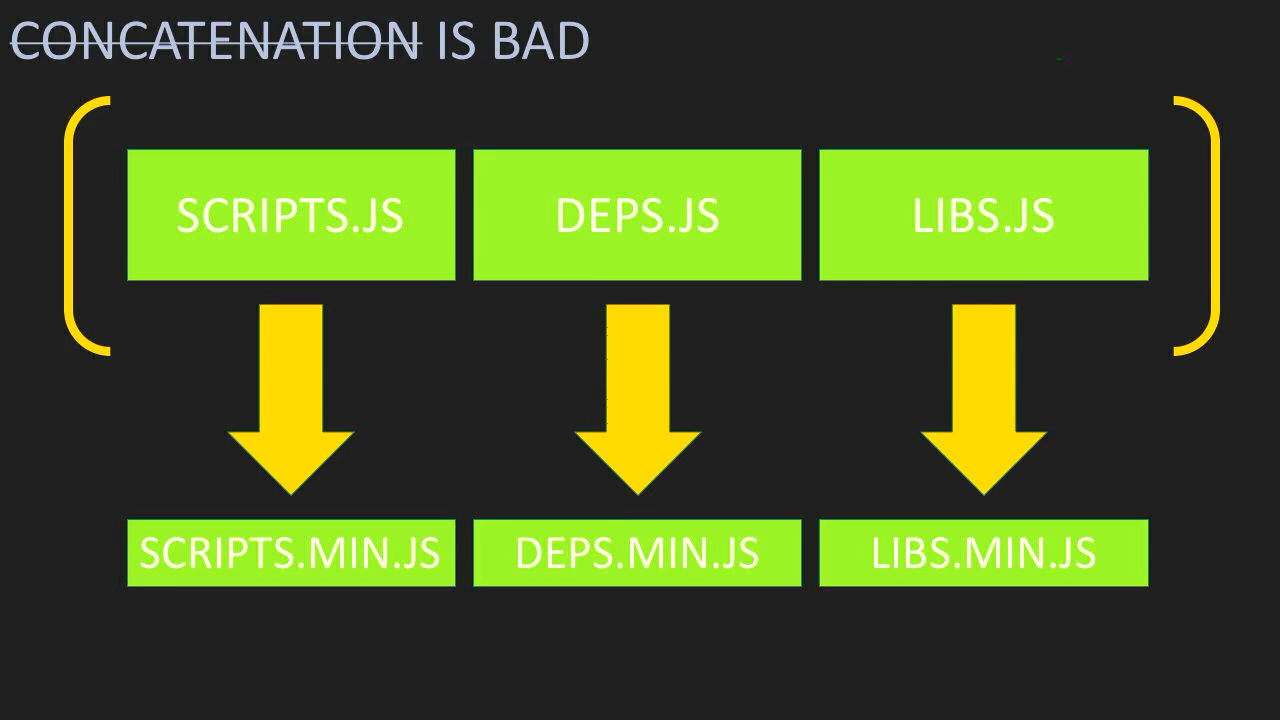 CONCATENATION IS BAD
SCRIPTS.JS DEPS.JS LIBS.JS
SCRIPTS.MIN.JS DEPS.MIN.JS LIBS.MIN.JS